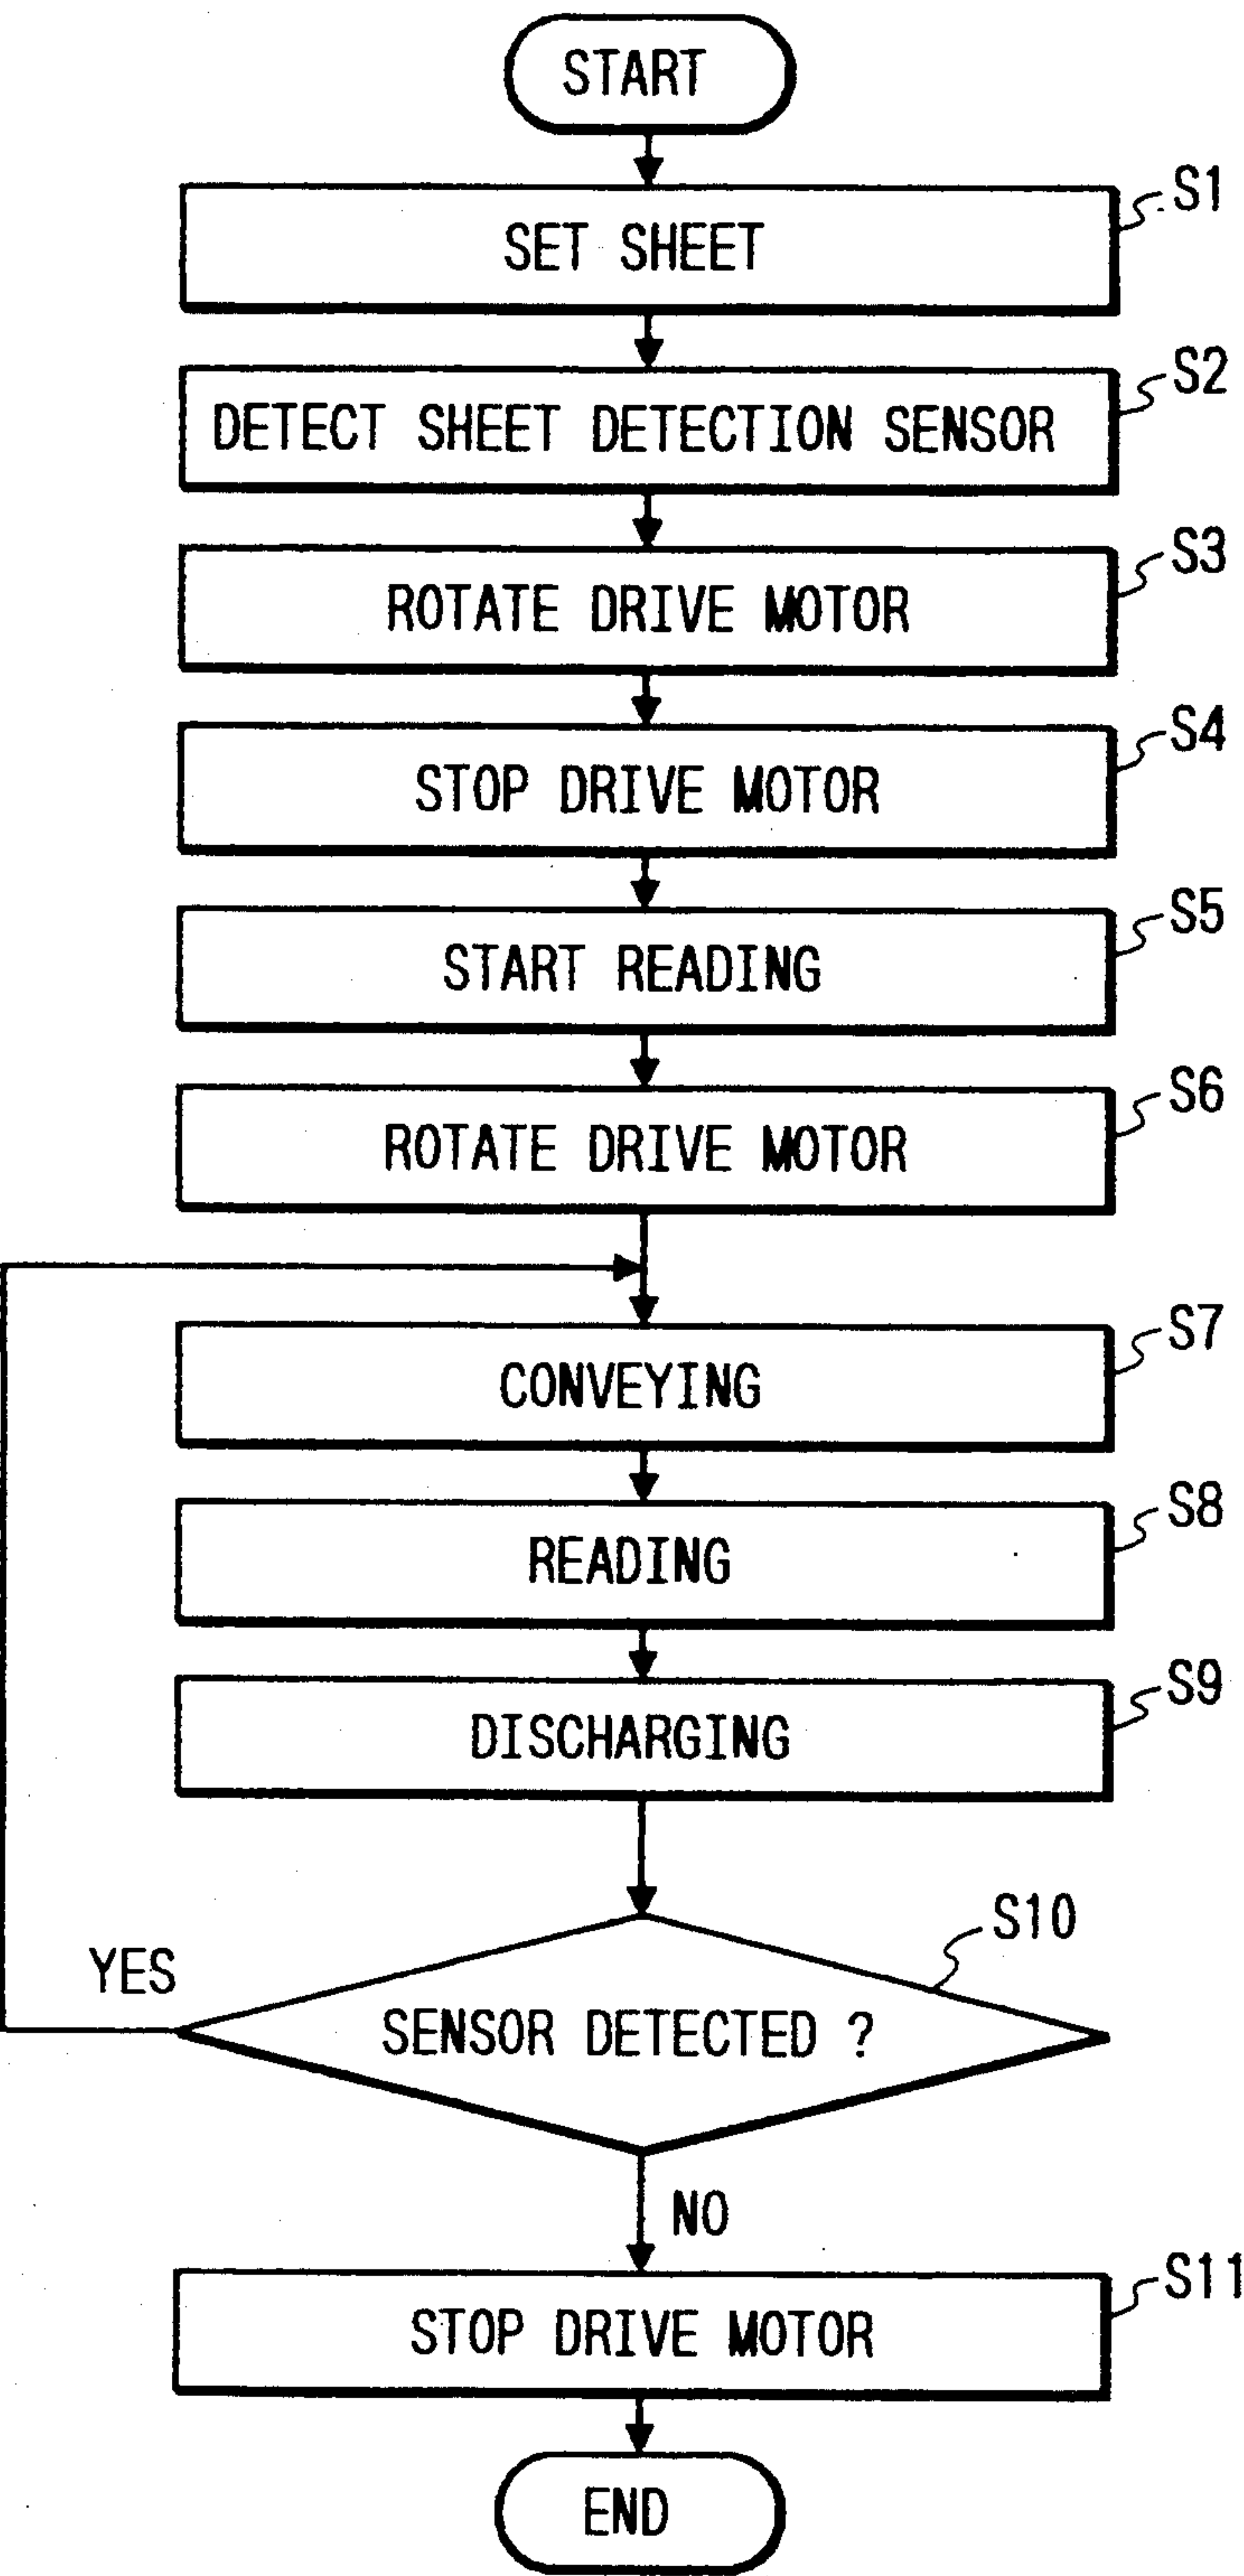 START
S1
SET SHEET
S2
DETECT SHEET DETECTION SENSOR
S3
ROTATE DRIVE MOTOR
S4
STOP DRIVE MOTOR
S5
START READING
S6
ROTATE DRIVE MOTOR
S7
CONVEYING
S8
READING
S9
DISCHARGING
S10
YES
SENSOR DETECTED ?
NO
S11
STOP DRIVE MOTOR
END